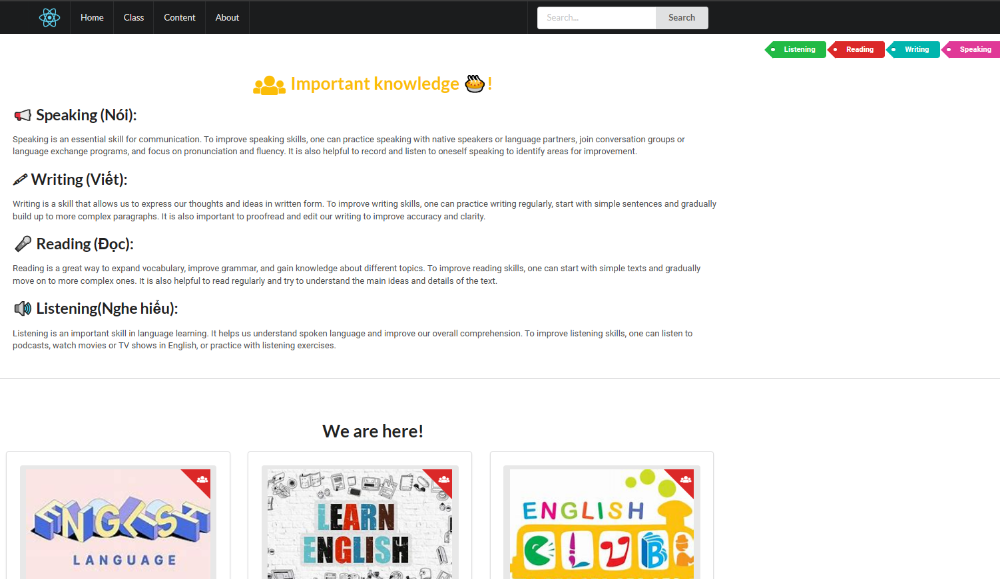 Home Class Content About Search... Search
Listening Reading Writing Speaking
Important knowledge !
Speaking (Nói):
Speaking is an essential skill for communication. To improve speaking skills, one can practice speaking with native speakers or language partners, join conversation groups or
language exchange programs, and focus on pronunciation and fluency. It is also helpful to record and listen to oneself speaking to identify areas for improvement.
Writing (Viết):
Writing is a skill that allows us to express our thoughts and ideas in written form. To improve writing skills, one can practice writing regularly, start with simple sentences and gradually
build up to more complex paragraphs. It is also important to proofread and edit our writing to improve accuracy and clarity.
Reading (Đọc):
Reading is a great way to expand vocabulary, improve grammar, and gain knowledge about different topics. To improve reading skills, one can start with simple texts and gradually
move on to more complex ones. It is also helpful to read regularly and try to understand the main ideas and details of the text.
Listening(Nghe hiểu):
Listening is an important skill in language learning. It helps us understand spoken language and improve our overall comprehension. To improve listening skills, one can listen to
podcasts, watch movies or TV shows in English, or practice with listening exercises.
We are here!
ENGLISH
LANGUAGE
LEARN
ENGLISH
ENGLISH
CLUB